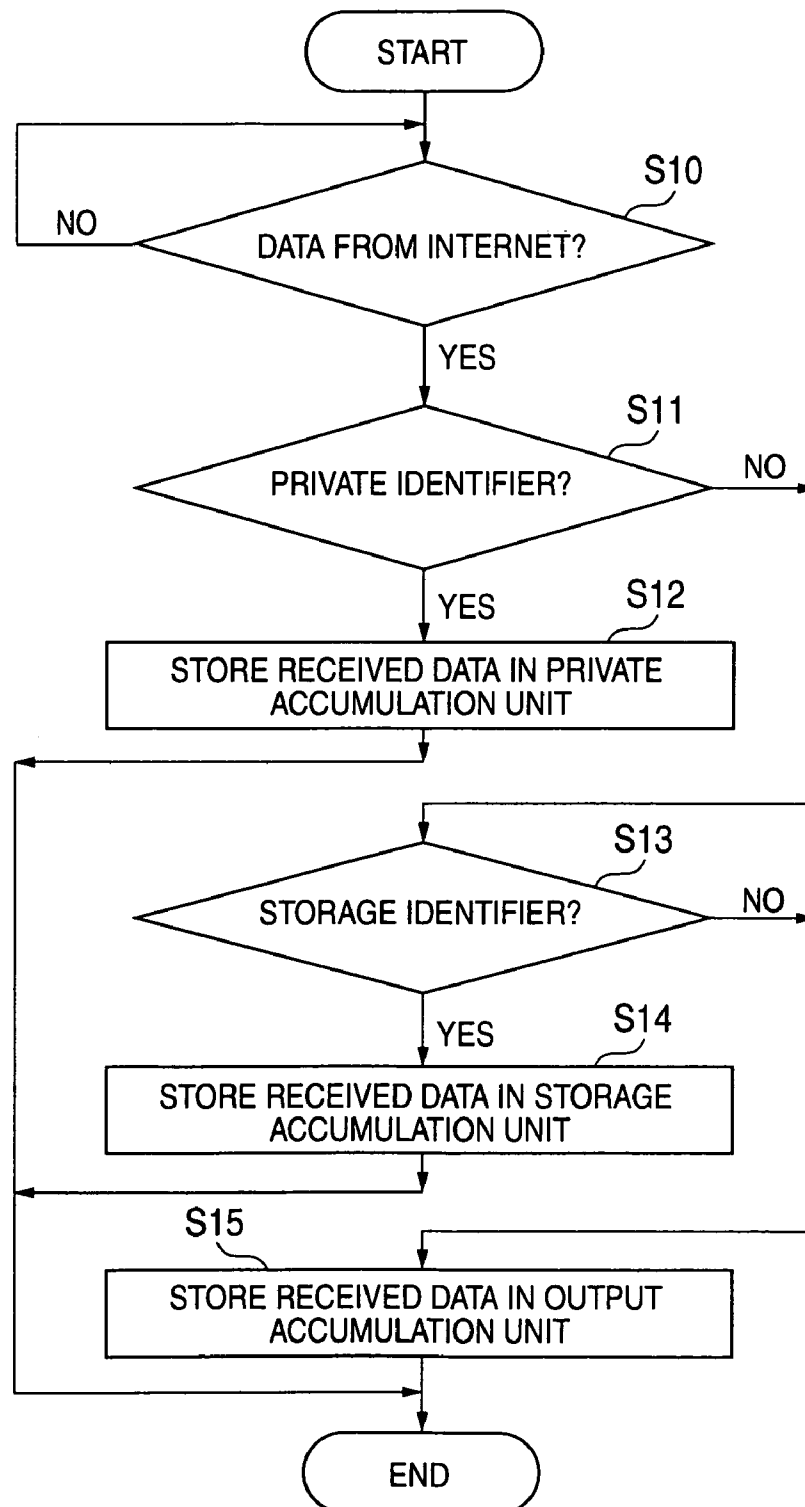 START
S10
NO
DATA FROM INTERNET?
YES
S11
PRIVATE IDENTIFIER?
NO
YES
S12
STORE RECEIVED DATA IN PRIVATE
ACCUMULATION UNIT
S13
STORAGE IDENTIFIER?
NO
YES
S14
STORE RECEIVED DATA IN STORAGE
ACCUMULATION UNIT
S15
STORE RECEIVED DATA IN OUTPUT
ACCUMULATION UNIT
END